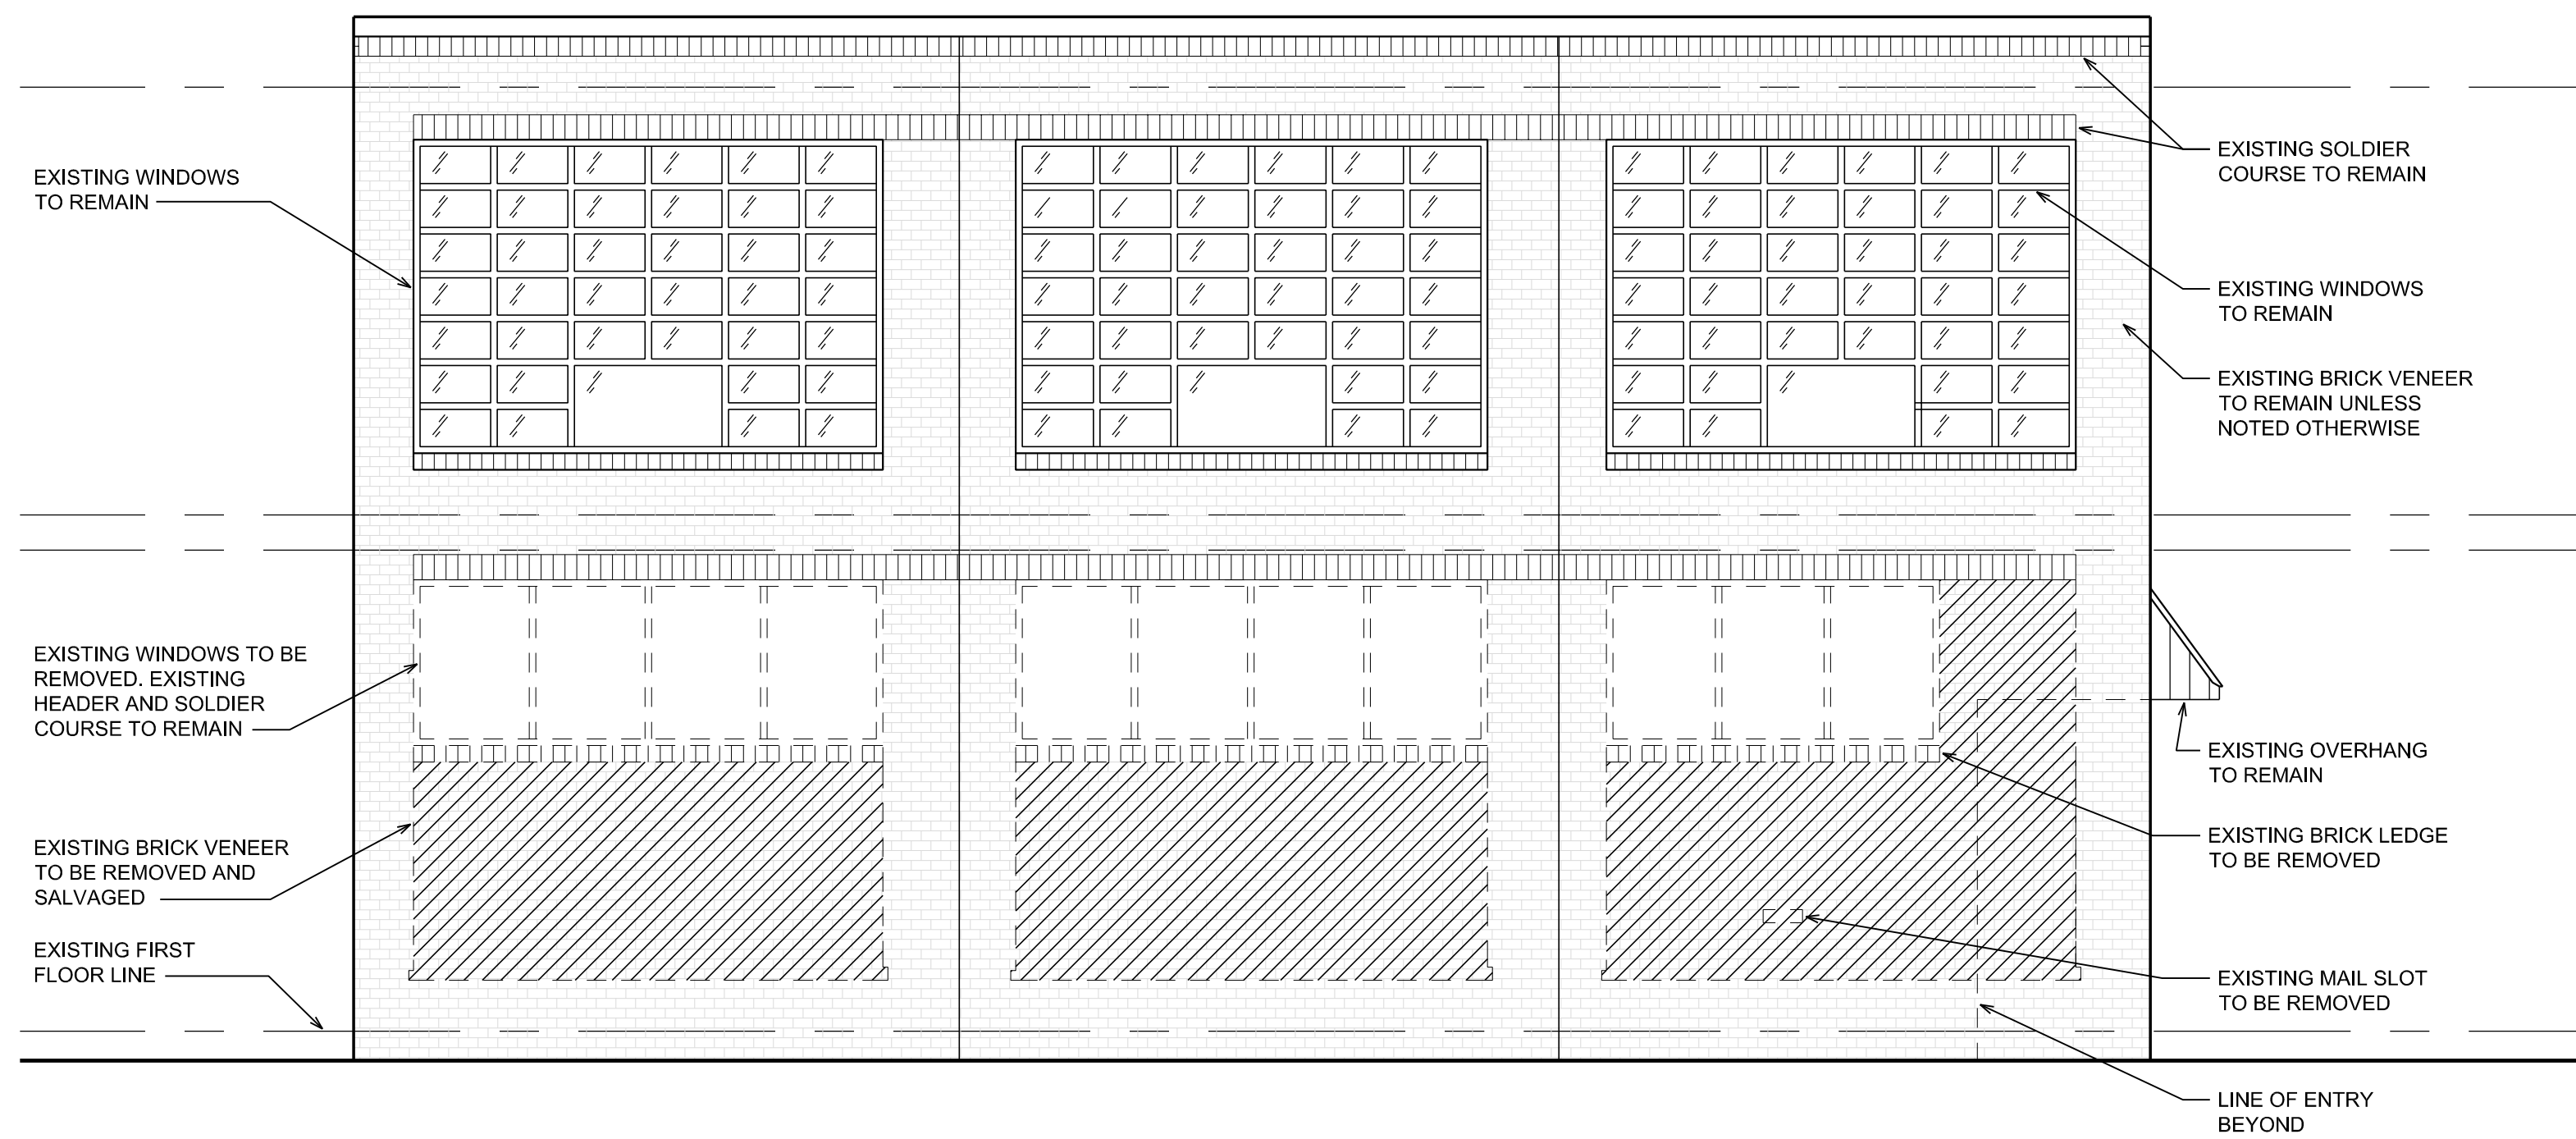 EXISTING WINDOWS
TO REMAIN
EXISTING WINDOWS TO BE
REMOVED. EXISTING
HEADER AND SOLDIER
COURSE TO REMAIN
EXISTING BRICK VENEER
TO BE REMOVED AND
SALVAGED
EXISTING FIRST
FLOOR LINE
EXISTING SOLDIER
COURSE TO REMAIN
EXISTING WINDOWS
TO REMAIN
EXISTING BRICK VENEER
TO REMAIN UNLESS
NOTED OTHERWISE
EXISTING OVERHANG
TO REMAIN
EXISTING BRICK LEDGE
TO BE REMOVED
EXISTING MAIL SLOT
TO BE REMOVED
LINE OF ENTRY
BEYOND